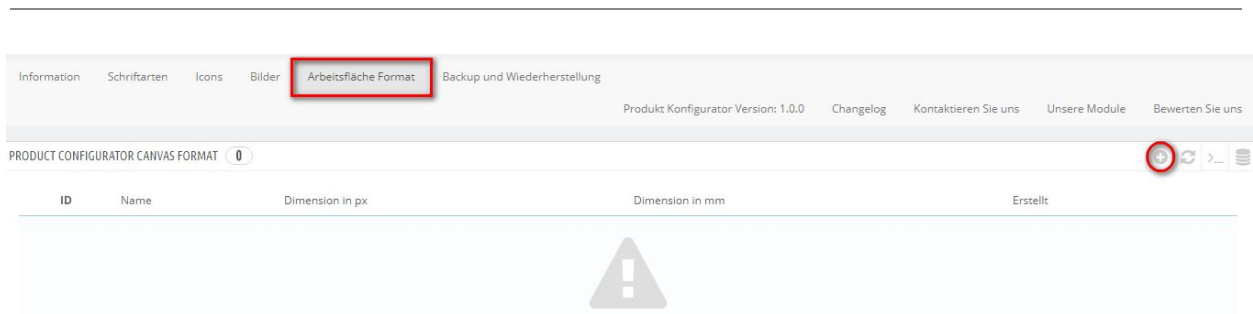 Information Schriftarten Icons Bilder Arbeitsfläche Format Backup und Wiederherstellung
Produkt Konfigurator Version: 1.0.0 Changelog Kontaktieren Sie uns Unsere Module Bewerten Sie uns
PRODUCT CONFIGURATOR CANVAS FORMAT 0
ID Name Dimension in px Dimension in mm Erstellt